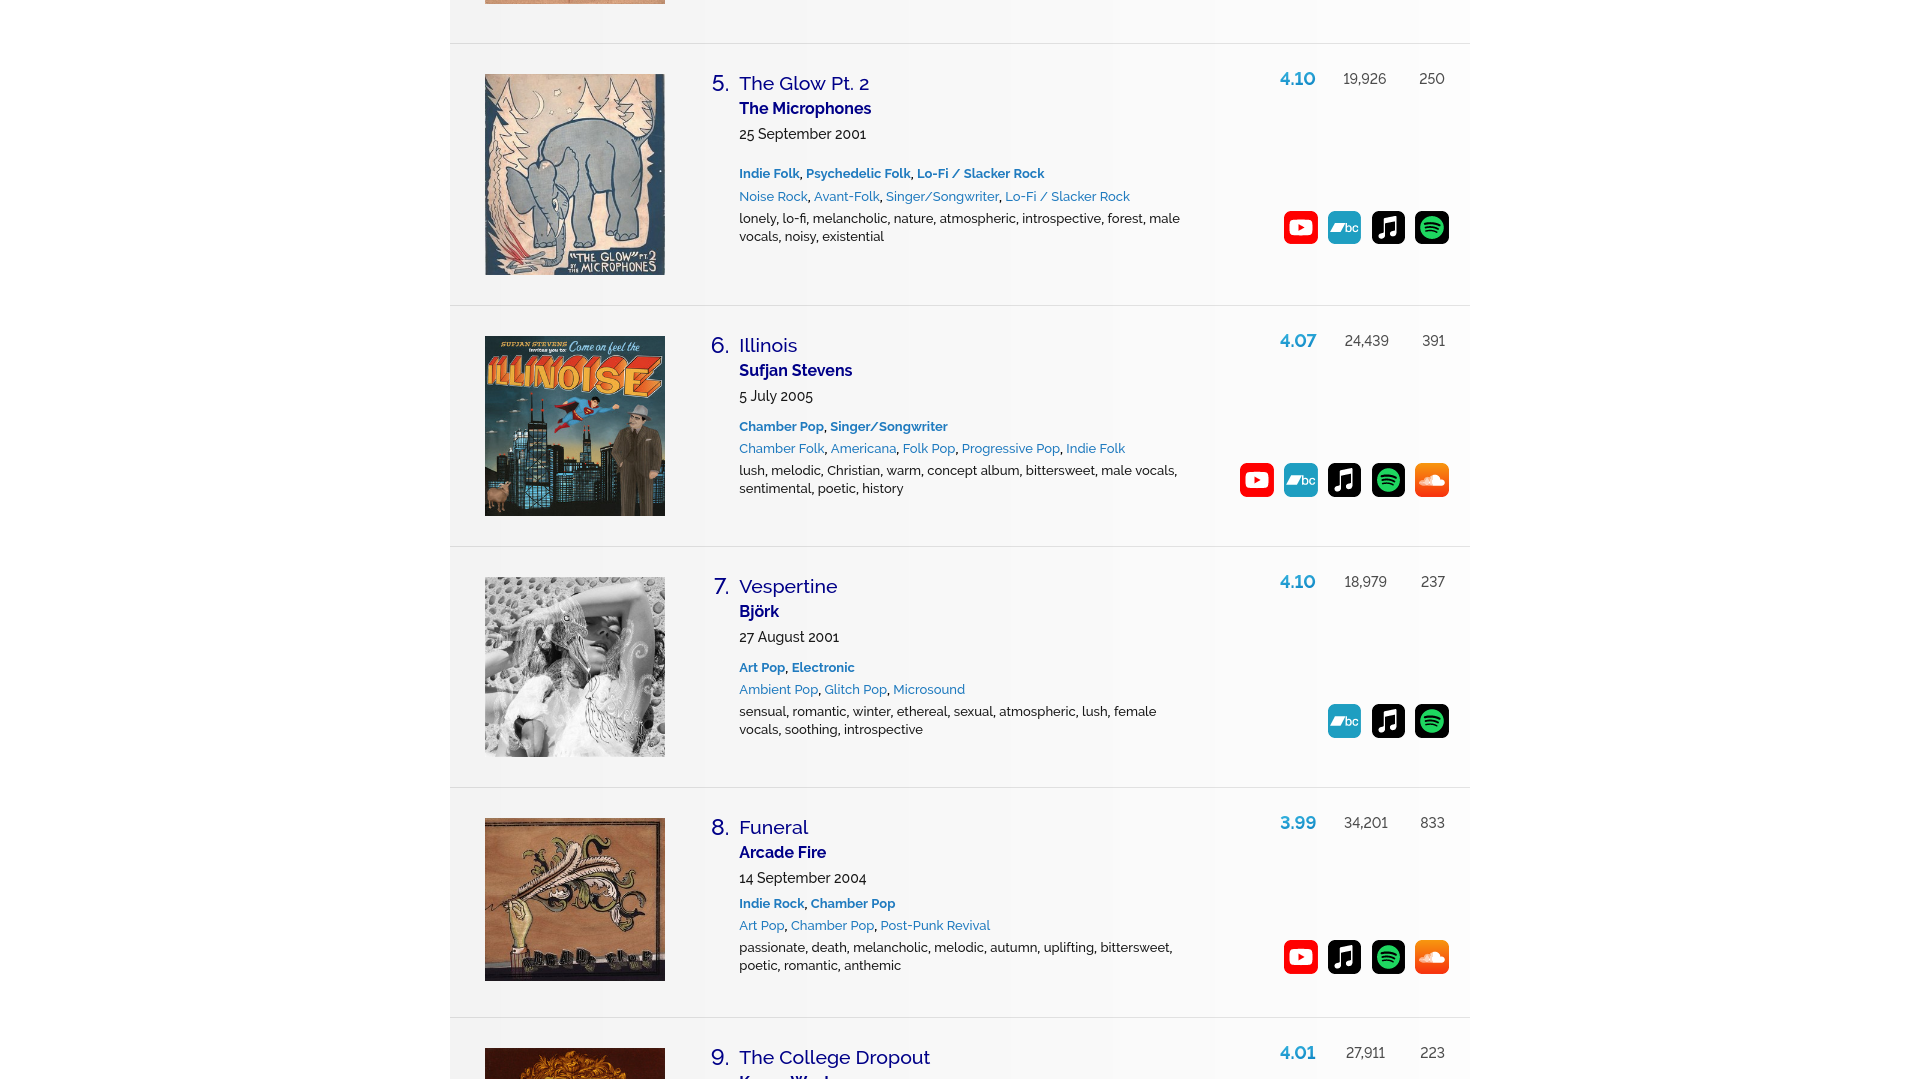 5. The Glow Pt. 2
The Microphones
25 September 2001
Indie Folk, Psychedelic Folk, Lo-Fi / Slacker Rock
Noise Rock, Avant-Folk, Singer/Songwriter, Lo-Fi / Slacker Rock
lonely, lo-fi, melancholic, nature, atmospheric, introspective, forest, male
vocals, noisy, existential
4.10 19,926 250
bc
"THE GLOW" PT. 2
BY THE MICROPHONES
6. Illinois
Sufjan Stevens
5 July 2005
Chamber Pop, Singer/Songwriter
Chamber Folk, Americana, Folk Pop, Progressive Pop, Indie Folk
lush, melodic, Christian, warm, concept album, bittersweet, male vocals,
sentimental, poetic, history
4.07 24,439 391
bc
SUFJAN STEVENS
invites you to: Come on feel the
ILLINOISE
7. Vespertine
Björk
27 August 2001
Art Pop, Electronic
Ambient Pop, Glitch Pop, Microsound
sensual, romantic, winter, ethereal, sexual, atmospheric, lush, female
vocals, soothing, introspective
4.10 18,979 237
bc
8. Funeral
Arcade Fire
14 September 2004
Indie Rock, Chamber Pop
Art Pop, Chamber Pop, Post-Punk Revival
passionate, death, melancholic, melodic, autumn, uplifting, bittersweet,
poetic, romantic, anthemic
3.99 34,201 833
9. The College Dropout
4.01 27,911 223